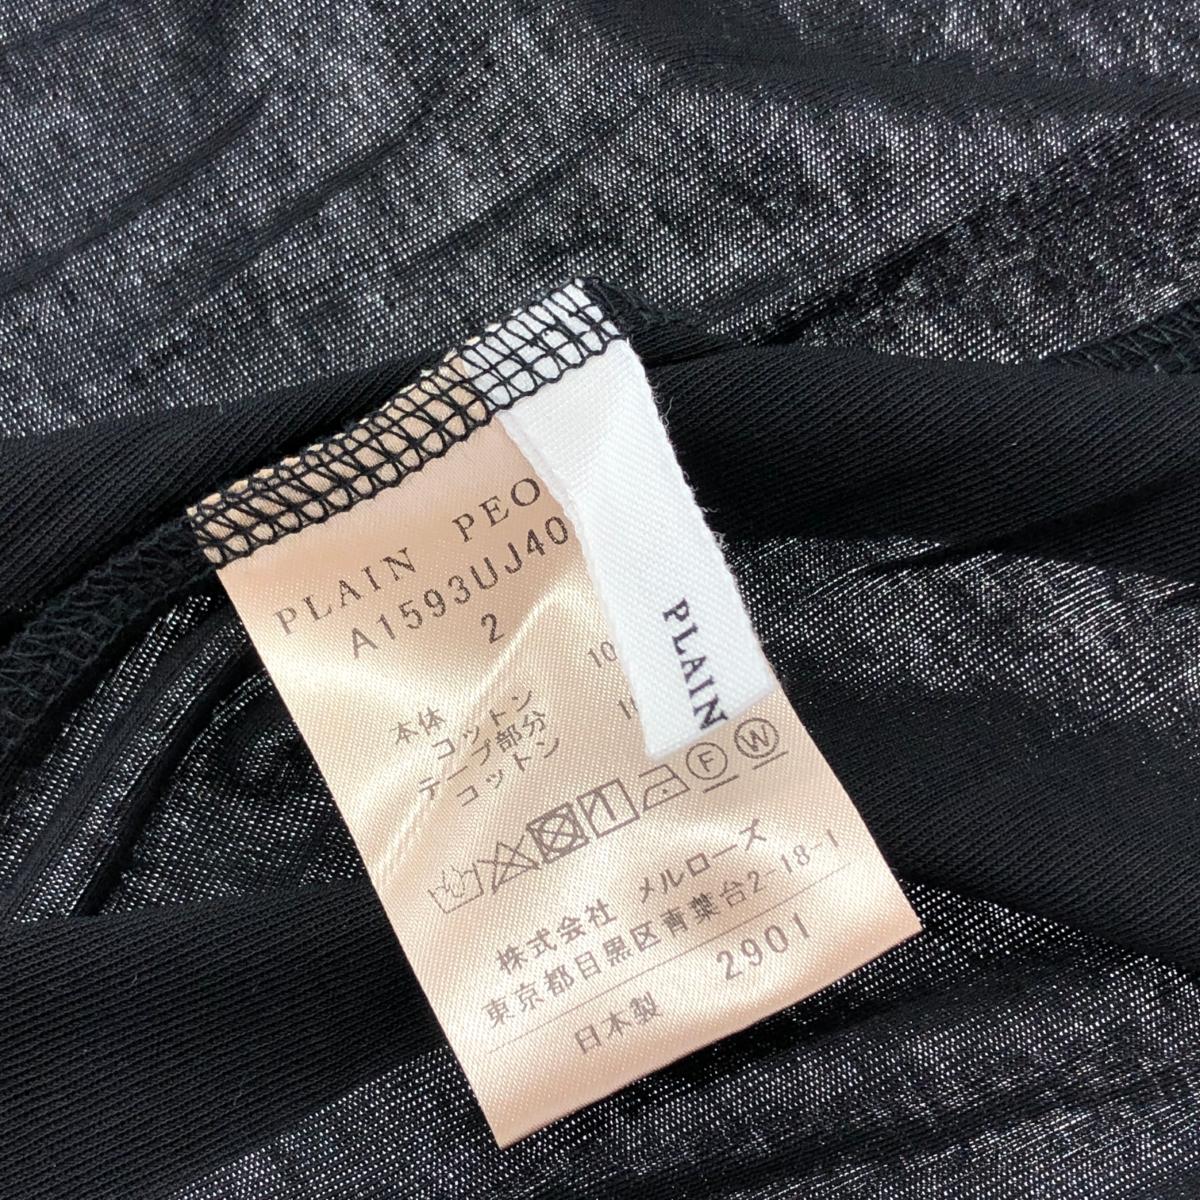 PLAIN PEO
A1593UJ40
2
本体
コットン 10
テープ部分
コットン
F W
株式会社 メルローズ
東京都目黒区青葉台2-18-1
日本製 2901
PLAIN